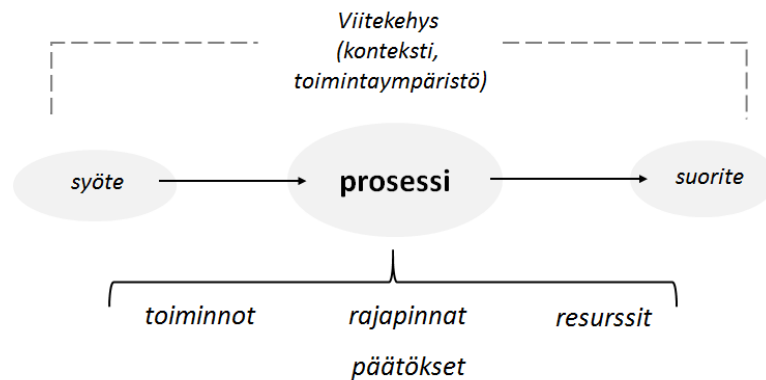 Viitekehys
(konteksti,
toimintaympäristö)
syöte
prosessi
suorite
toiminnot rajapinnat resurssit
päätökset